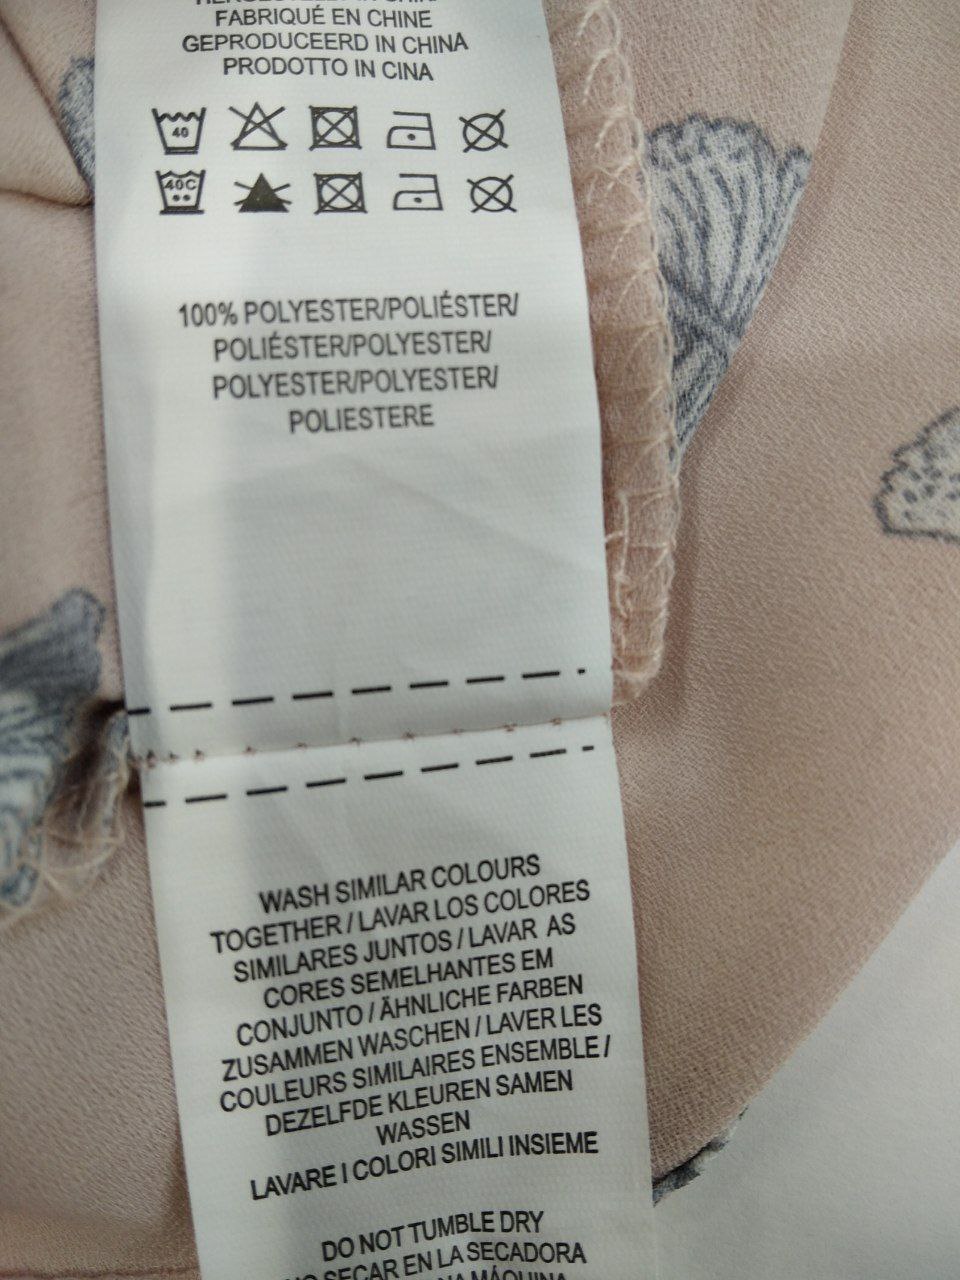 FABRIQUÉ EN CHINE
GEPRODUCEERD IN CHINA
PRODOTTO IN CINA
40
40C
100% POLYESTER/POLIÉSTER/
POLIÉSTER/POLYESTER/
POLYESTER/POLYESTER/
POLIESTERE
WASH SIMILAR COLOURS
TOGETHER / LAVAR LOS COLORES
SIMILARES JUNTOS / LAVAR AS
CORES SEMELHANTES EM
CONJUNTO / ÄHNLICHE FARBEN
ZUSAMMEN WASCHEN / LAVER LES
COULEURS SIMILAIRES ENSEMBLE /
DEZELFDE KLEUREN SAMEN
WASSEN
LAVARE I COLORI SIMILI INSIEME
DO NOT TUMBLE DRY
SECAR EN LA SECADORA
MÁQUINA